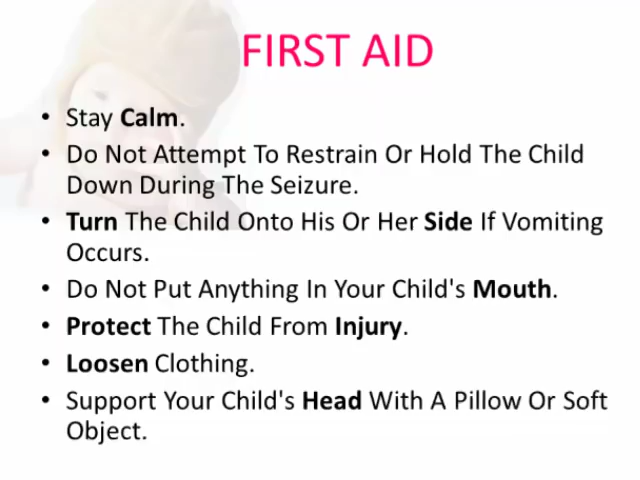 FIRST AID
• Stay Calm.
• Do Not Attempt To Restrain Or Hold The Child
Down During The Seizure.
• Turn The Child Onto His Or Her Side If Vomiting
Occurs.
• Do Not Put Anything In Your Child's Mouth.
• Protect The Child From Injury.
• Loosen Clothing.
• Support Your Child's Head With A Pillow Or Soft
Object.